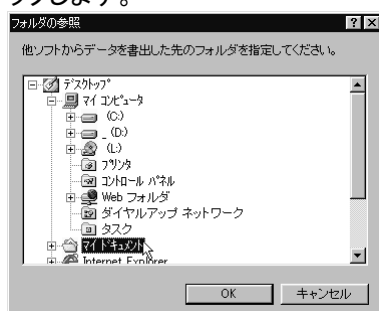 ックします。
フォルダの参照
他ソフトからデータを書出した先のフォルダを指定してください。
ﾃﾞｽｸﾄｯﾌﾟ
ﾏｲ ｺﾝﾋﾟｭｰﾀ
(C:)
_ (D:)
(L:)
ﾌﾟﾘﾝﾀ
ｺﾝﾄﾛｰﾙ ﾊﾟﾈﾙ
Web フォルダ
ダイヤルアップ ネットワーク
タスク
ﾏｲ ﾄﾞｷｭﾒﾝﾄ
Internet Explorer
OK
キャンセル